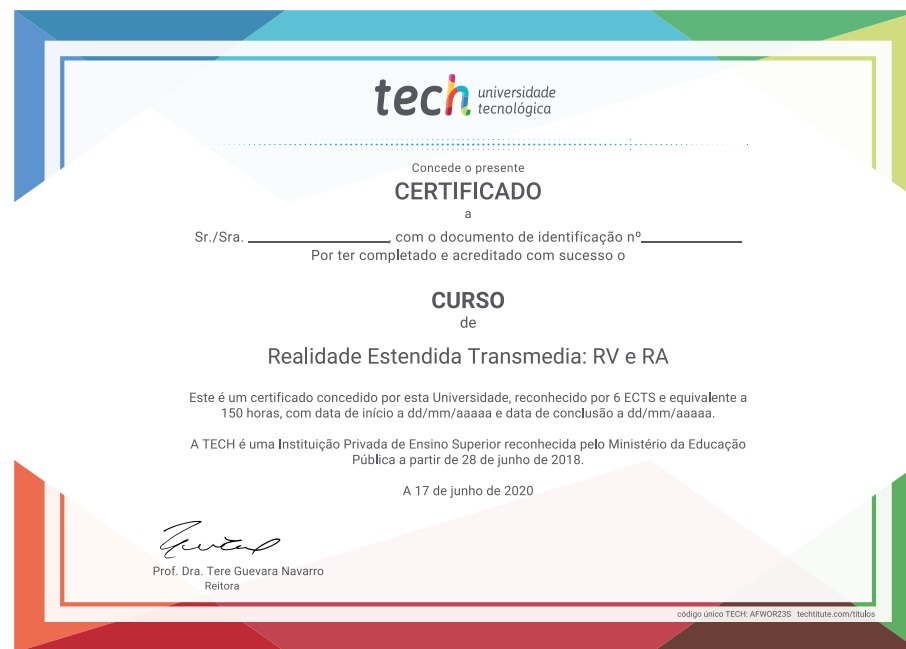 tech universidade
tecnológica
Concede o presente
CERTIFICADO
a
Sr./Sra. , com o documento de identificação nº
Por ter completado e acreditado com sucesso o
CURSO
de
Realidade Estendida Transmedia: RV e RA
Este é um certificado concedido por esta Universidade, reconhecido por 6 ECTS e equivalente a
150 horas, com data de início a dd/mm/aaaaa e data de conclusão a dd/mm/aaaaa.
A TECH é uma Instituição Privada de Ensino Superior reconhecida pelo Ministério da Educação
Pública a partir de 28 de junho de 2018.
A 17 de junho de 2020
Prof. Dra. Tere Guevara Navarro
Reitora
código único TECH: AFWOR23S techtitute.com/titulos